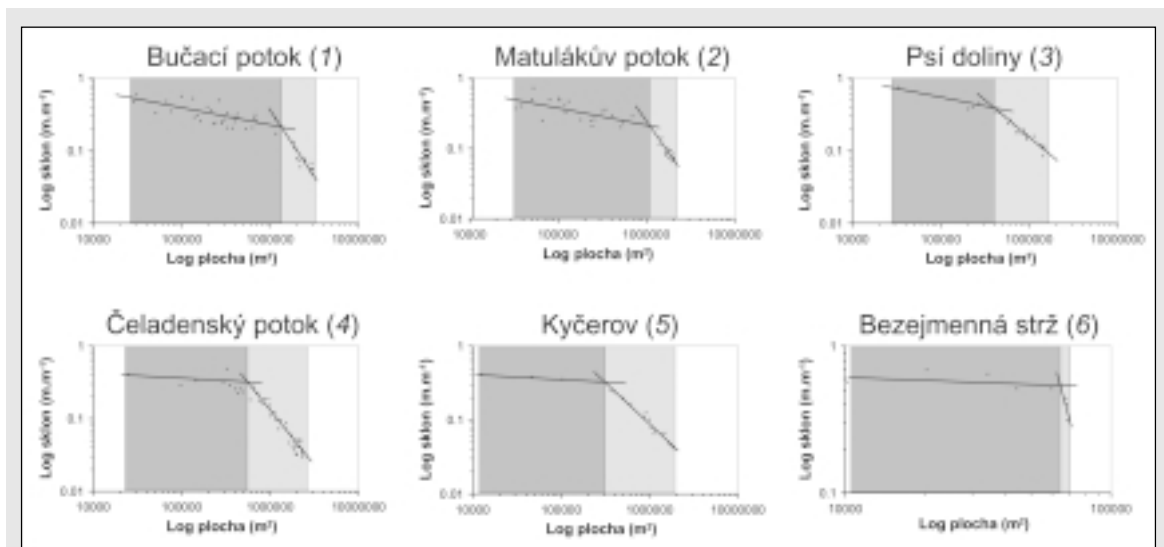 Bučací potok (1)
Matulákův potok (2)
Psí doliny (3)
Log sklon (m.m⁻¹)
1
0.1
0.01
10000
100000
1000000
10000000
Log plocha (m²)
Log sklon (m.m⁻¹)
1
0.1
0.01
10000
100000
1000000
10000000
Log plocha (m²)
Log sklon (m.m⁻¹)
1
0.1
0.01
10000
100000
1000000
10000000
Log plocha (m²)
Čeladenský potok (4)
Kyčerov (5)
Bezejmenná strž (6)
Log sklon (m.m⁻¹)
1
0.1
0.01
10000
100000
1000000
10000000
Log plocha (m²)
Log sklon (m.m⁻¹)
1
0.1
0.01
10000
100000
1000000
10000000
Log plocha (m²)
Log sklon (m.m⁻¹)
1
0.1
10000
100000
Log plocha (m²)